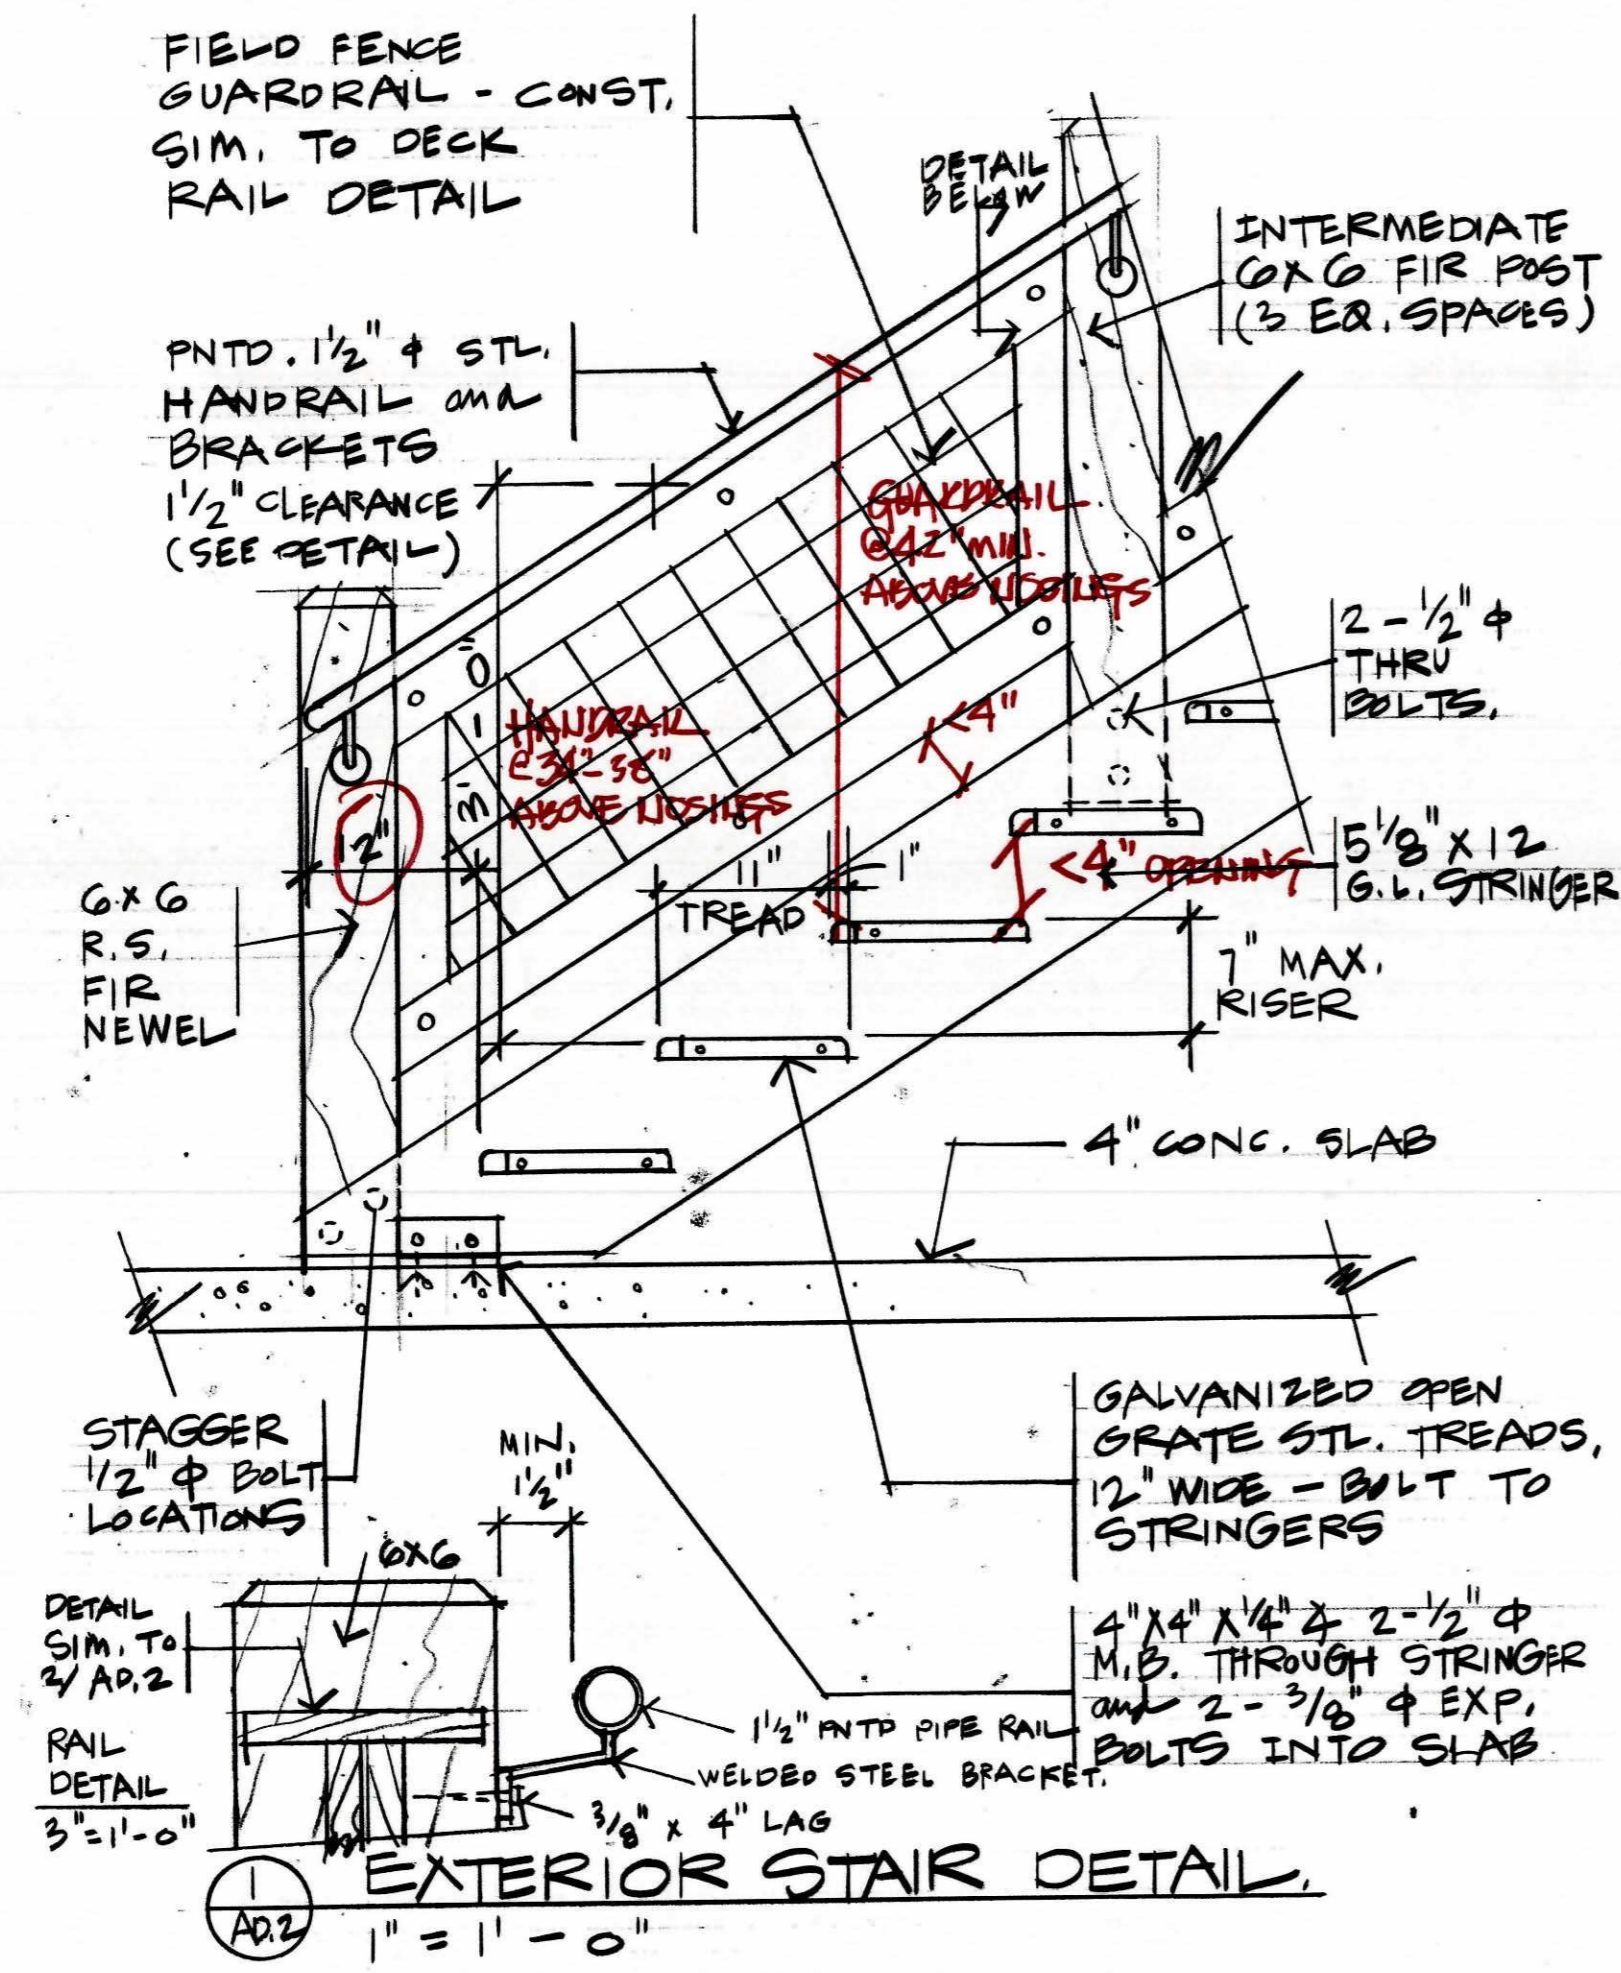 FIELD FENCE
GUARDRAIL - CONST.
SIM. TO DECK
RAIL DETAIL
DETAIL
BELOW
INTERMEDIATE
6X6 FIR POST
(3 EQ. SPACES)
PNTD. 1½" φ STL.
HANDRAIL and
BRACKETS
1½" CLEARANCE
(SEE DETAIL)
GUARDRAIL
@42" MIN.
ABOVE NOSINGS
2 - ½" φ
THRU
BOLTS.
3'-0"
HANDRAIL
@34"-38"
ABOVE NOSINGS
<4"
12"
11"
TREAD
1"
<4" OPENING
5⅛" X 12
G.L. STRINGER
6X6
R.S.
FIR
NEWEL
7" MAX.
RISER
4" CONC. SLAB
GALVANIZED OPEN
GRATE STL. TREADS,
12" WIDE - BOLT TO
STRINGERS
STAGGER
1/2" φ BOLT
LOCATIONS
MIN.
1½"
6X6
DETAIL
SIM. TO
2/AD.2
4"X4"X¼" ∠ 2-½" φ
M.B. THROUGH STRINGER
and 2 - 3/8" φ EXP.
BOLTS INTO SLAB
1½" PNTD PIPE RAIL
WELDED STEEL BRACKET.
3/8" x 4" LAG
RAIL
DETAIL
3"=1'-0"
1
AD.2
EXTERIOR STAIR DETAIL.
1" = 1' - 0"